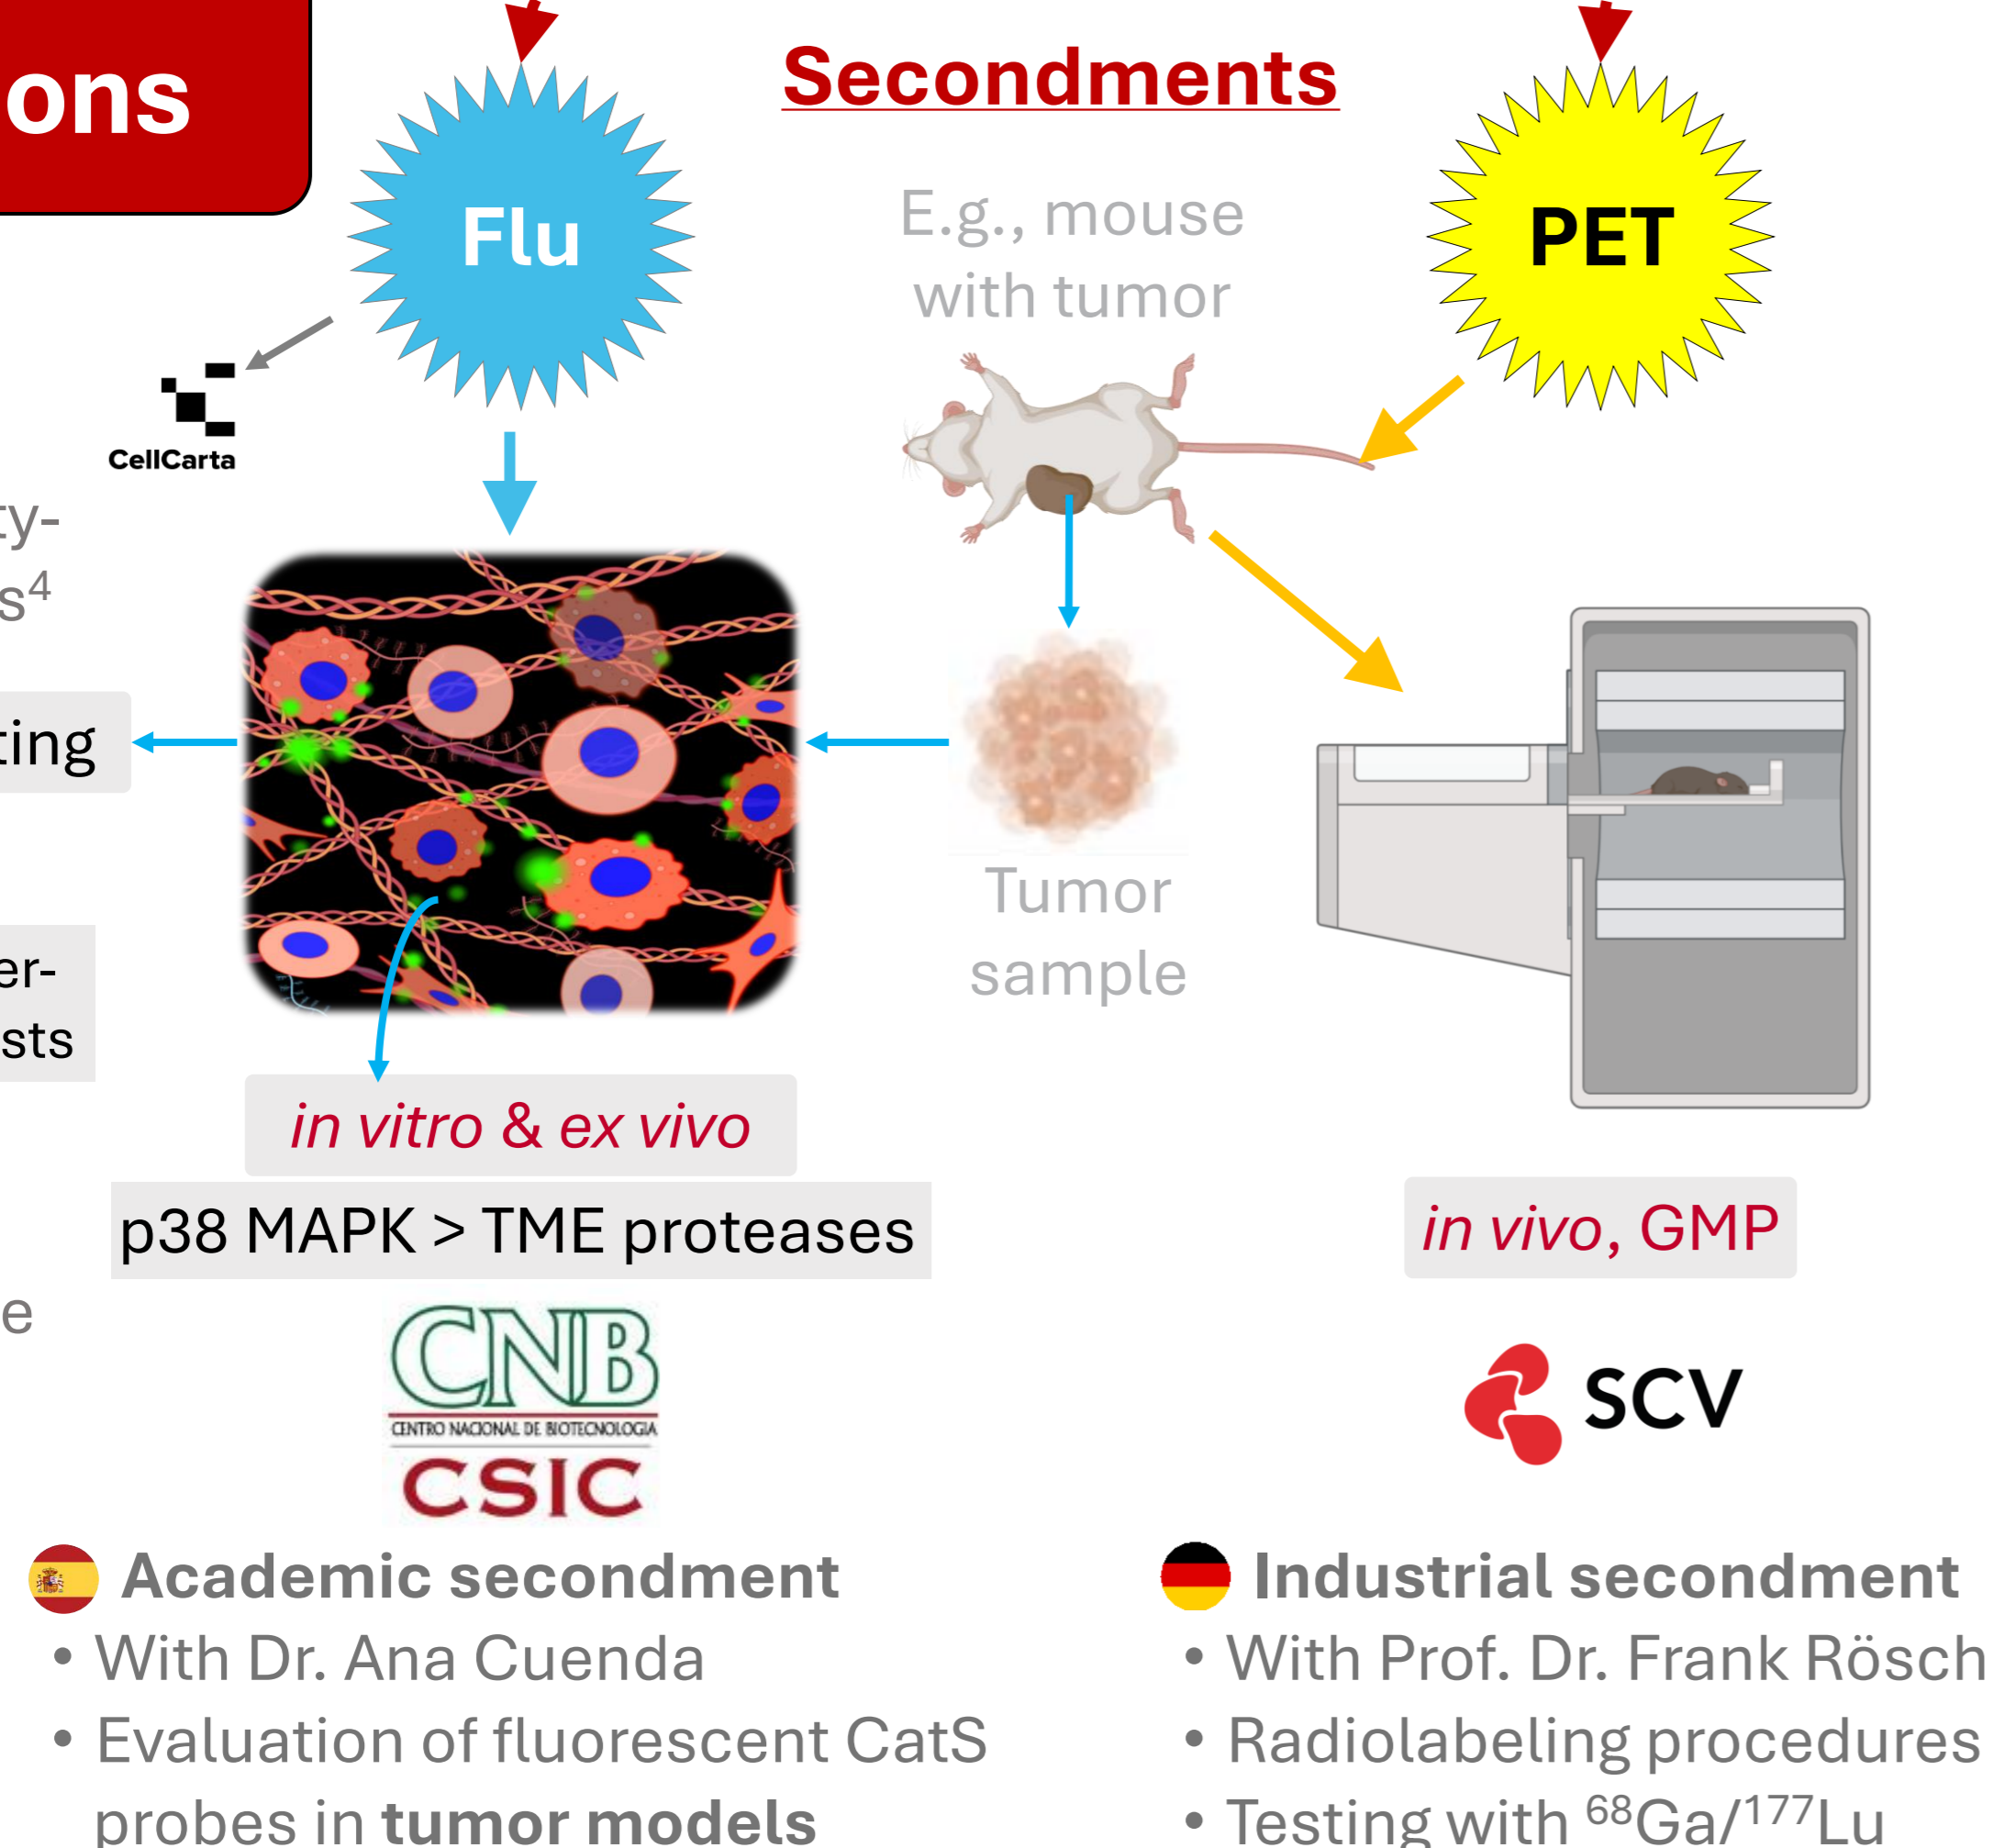 ons
Secondments
Flu
E.g., mouse
with tumor
PET
CellCarta
ty-
s⁴
ting
er-
sts
Tumor
sample
in vitro & ex vivo
p38 MAPK > TME proteases
in vivo, GMP
e
CNB
CENTRO NACIONAL DE BIOTECNOLOGIA
CSIC
SCV
Academic secondment
• With Dr. Ana Cuenda
• Evaluation of fluorescent CatS
probes in tumor models
Industrial secondment
• With Prof. Dr. Frank Rösch
• Radiolabeling procedures
• Testing with ⁶⁸Ga/¹⁷⁷Lu